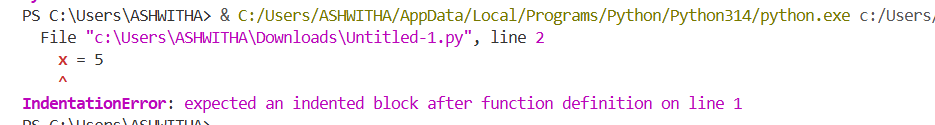 PS C:\Users\ASHWITHA> & C:/Users/ASHWITHA/AppData/Local/Programs/Python/Python314/python.exe c:/Users/
File "c:\Users\ASHWITHA\Downloads\Untitled-1.py", line 2
x = 5
^
IndentationError: expected an indented block after function definition on line 1
PS C:\Users\ASHWITHA>